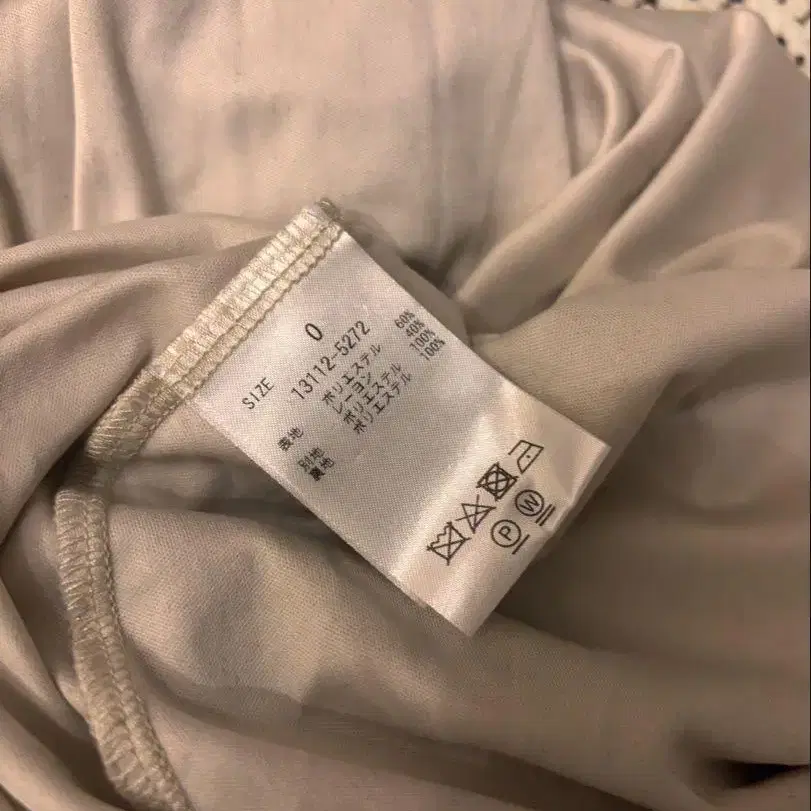 SIZE 0
13112-5272
表地 ポリエステル 60%
レーヨン 40%
別地 ポリエステル 100%
裏地 ポリエステル 100%
P W